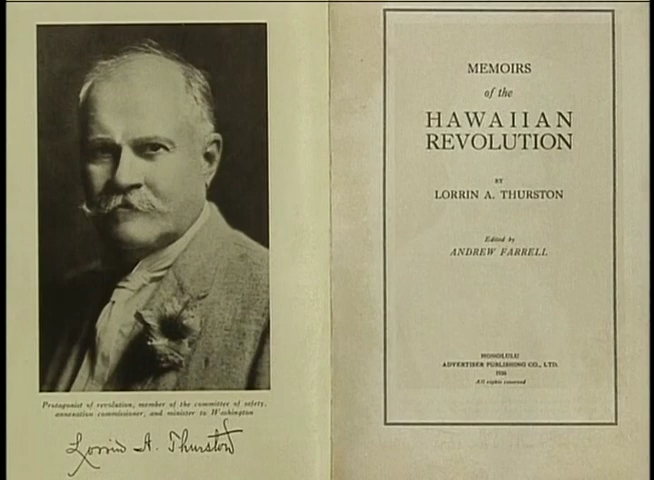 Protagonist of revolution, member of the committee of safety,
annexation commissioner, and minister to Washington
Lorrin A. Thurston
MEMOIRS
of the
HAWAIIAN
REVOLUTION
BY
LORRIN A. THURSTON
Edited by
ANDREW FARRELL
HONOLULU
ADVERTISER PUBLISHING CO., LTD.
1936
All rights reserved